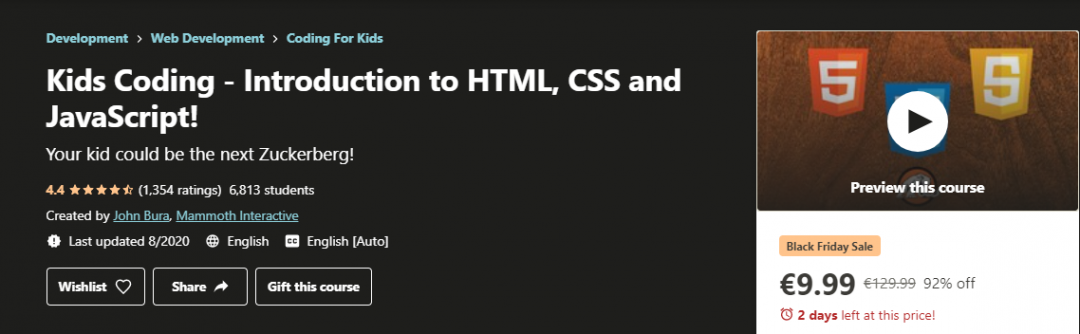 Development > Web Development > Coding For Kids
Kids Coding - Introduction to HTML, CSS and
JavaScript!
Your kid could be the next Zuckerberg!
4.4 (1,354 ratings) 6,813 students
Created by John Bura, Mammoth Interactive
Last updated 8/2020 English CC English [Auto]
Wishlist Share Gift this course
5
Preview this course
Black Friday Sale
€9.99 €129.99 92% off
2 days left at this price!